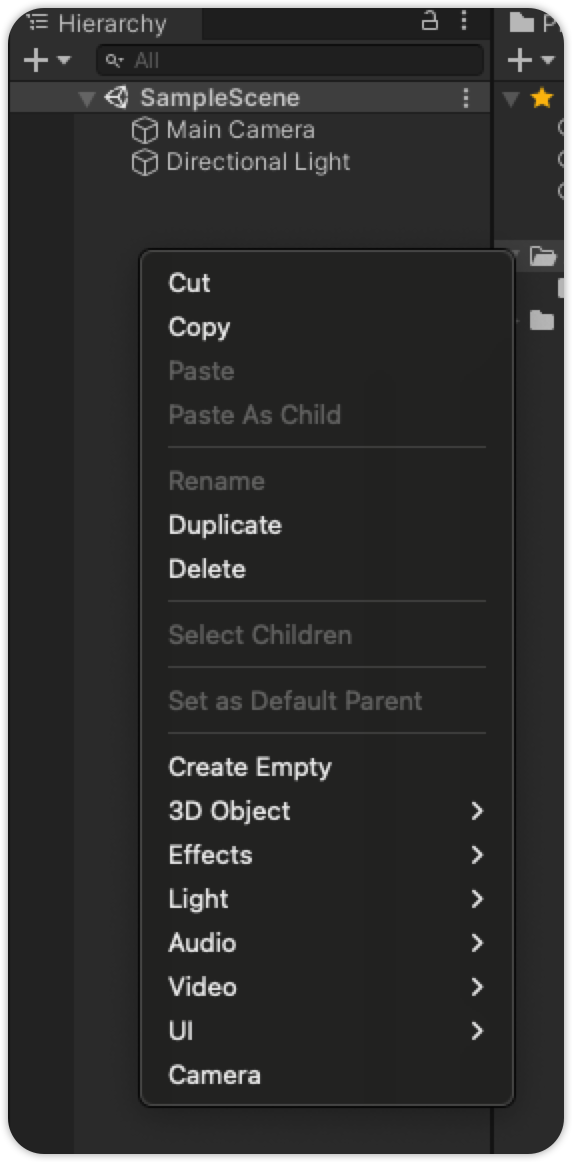 Hierarchy
All
SampleScene
Main Camera
Directional Light
Cut
Copy
Paste
Paste As Child
Rename
Duplicate
Delete
Select Children
Set as Default Parent
Create Empty
3D Object
Effects
Light
Audio
Video
UI
Camera